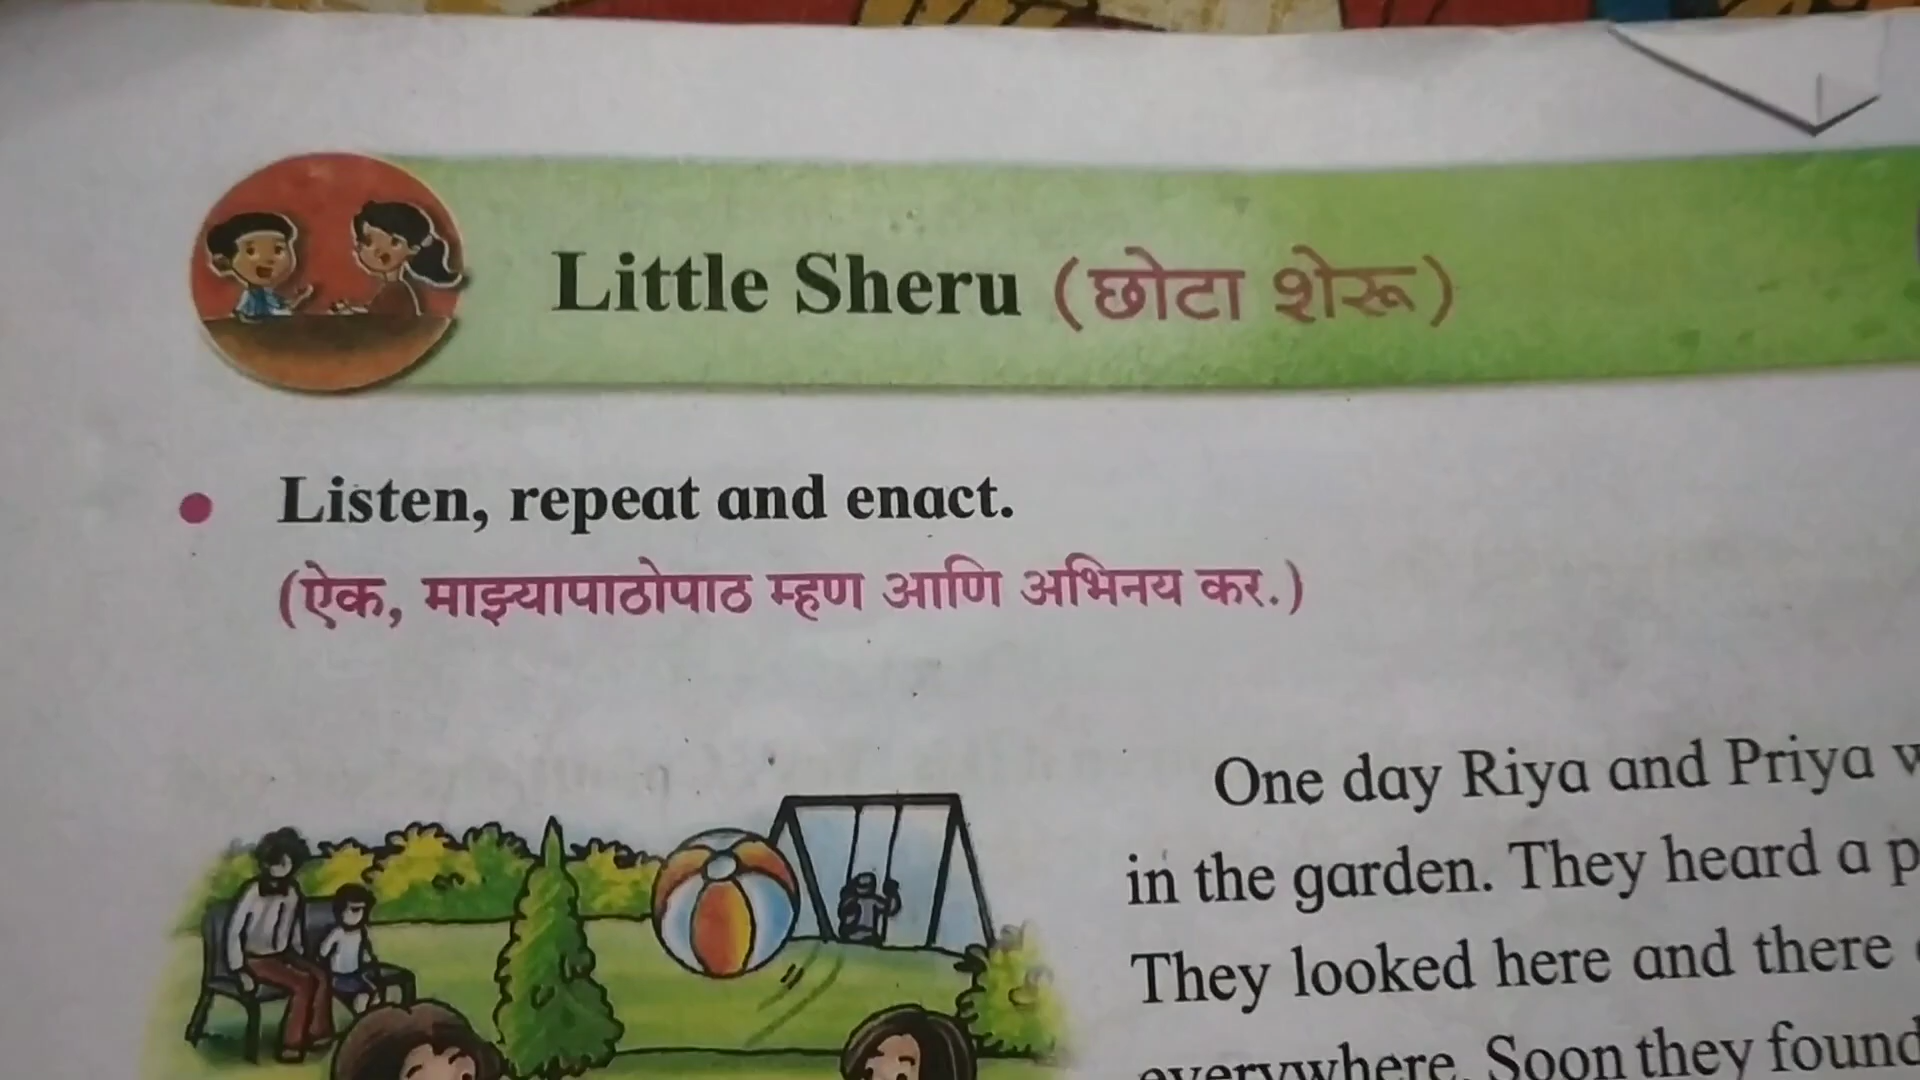 Little Sheru (छोटा शेरू)
Listen, repeat and enact.
(ऐक, माझ्यापाठोपाठ म्हण आणि अभिनय कर.)
One day Riya and Priya
in the garden. They heard a
They looked here and there
everywhere. Soon they found